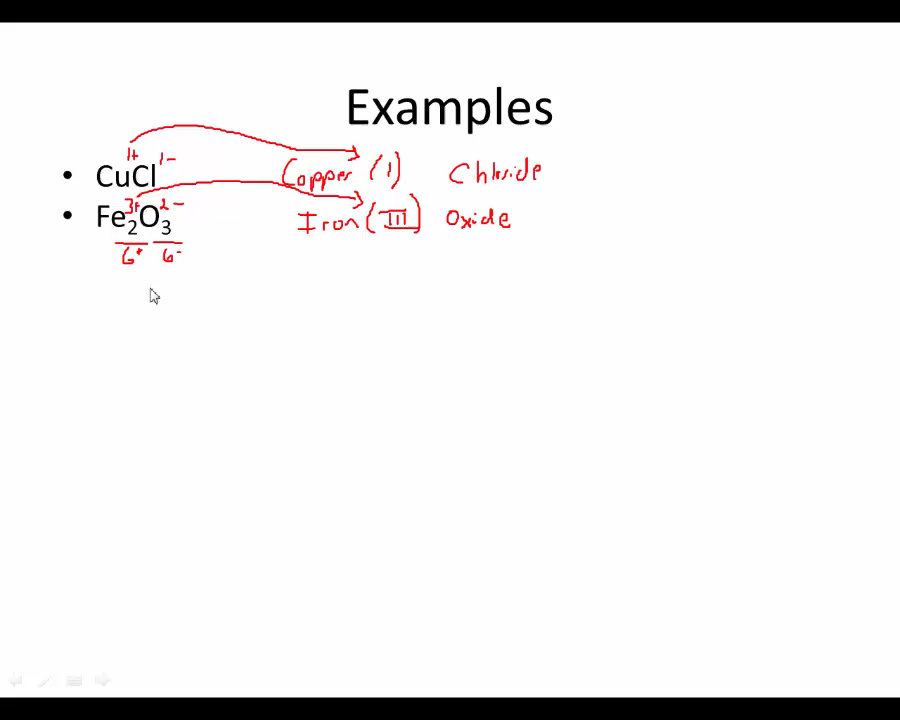 Examples
1+ 1-
• CuCl Copper (I) Chloride
3+ 2-
• Fe₂O₃ Iron (III) Oxide
6+ 6-